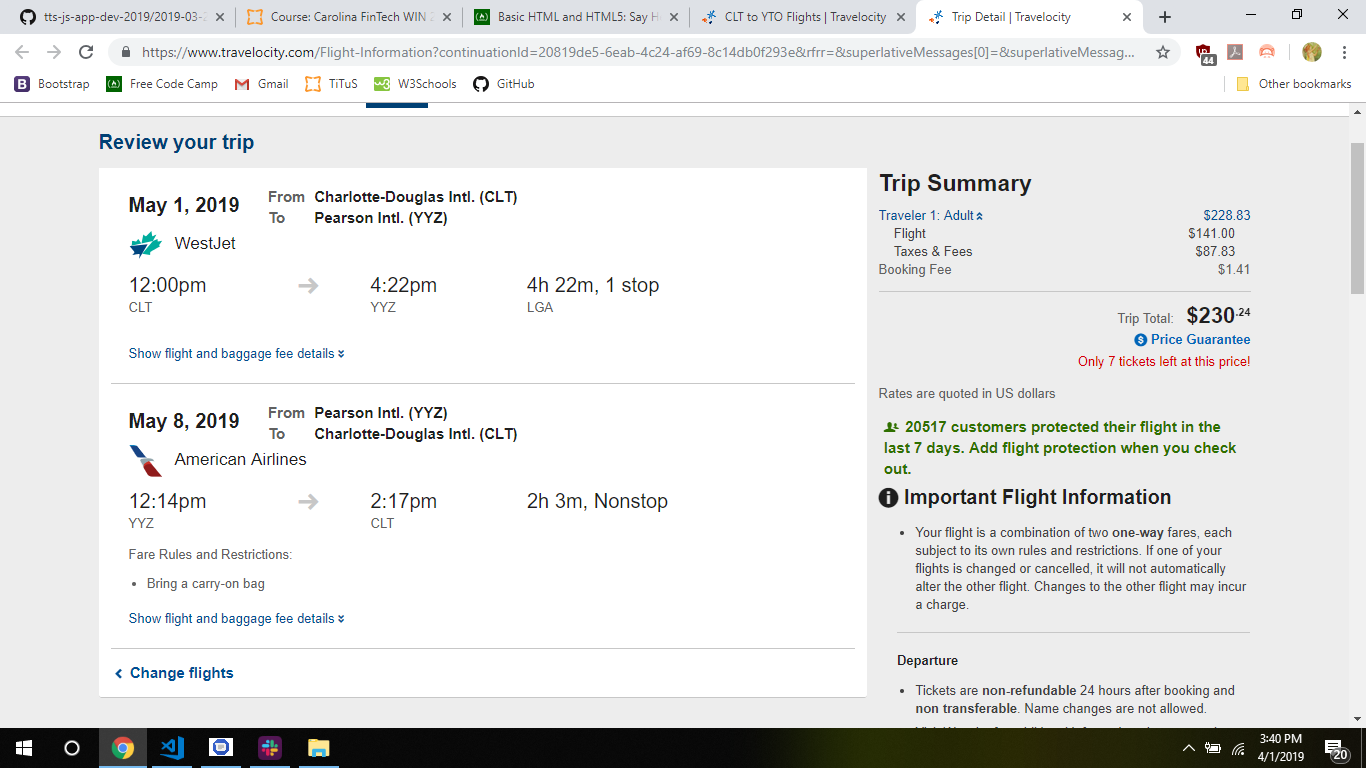 tts-js-app-dev-2019/2019-03-2
Course: Carolina FinTech WIN 2
Basic HTML and HTML5: Say H
CLT to YTO Flights | Travelocity
Trip Detail | Travelocity
https://www.travelocity.com/Flight-Information?continuationId=20819de5-6eab-4c24-af69-8c14db0f293e&rfrr=&superlativeMessages[0]=&superlativeMessag...
44
Bootstrap
Free Code Camp
Gmail
TiTuS
W3Schools
GitHub
Other bookmarks
Review your trip
May 1, 2019
From Charlotte-Douglas Intl. (CLT)
To Pearson Intl. (YYZ)
WestJet
12:00pm 4:22pm 4h 22m, 1 stop
CLT YYZ LGA
Show flight and baggage fee details
May 8, 2019
From Pearson Intl. (YYZ)
To Charlotte-Douglas Intl. (CLT)
American Airlines
12:14pm 2:17pm 2h 3m, Nonstop
YYZ CLT
Fare Rules and Restrictions:
• Bring a carry-on bag
Show flight and baggage fee details
Change flights
Trip Summary
Traveler 1: Adult $228.83
Flight $141.00
Taxes & Fees $87.83
Booking Fee $1.41
Trip Total: $230.24
Price Guarantee
Only 7 tickets left at this price!
Rates are quoted in US dollars
20517 customers protected their flight in the
last 7 days. Add flight protection when you check
out.
Important Flight Information
• Your flight is a combination of two one-way fares, each
subject to its own rules and restrictions. If one of your
flights is changed or cancelled, it will not automatically
alter the other flight. Changes to the other flight may incur
a charge.
Departure
• Tickets are non-refundable 24 hours after booking and
non transferable. Name changes are not allowed.
3:40 PM
4/1/2019
20